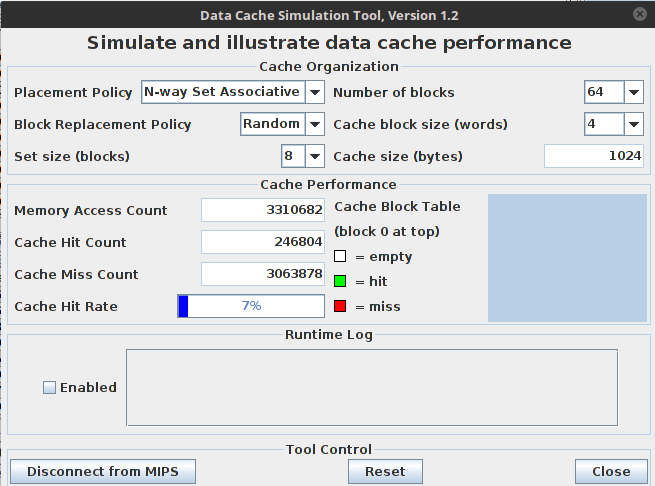 Data Cache Simulation Tool, Version 1.2
Simulate and illustrate data cache performance
Cache Organization
Placement Policy N-way Set Associative Number of blocks 64
Block Replacement Policy Random Cache block size (words) 4
Set size (blocks) 8 Cache size (bytes) 1024
Cache Performance
Memory Access Count 3310682 Cache Block Table
(block 0 at top)
Cache Hit Count 246804
= empty
Cache Miss Count 3063878
= hit
Cache Hit Rate 7% = miss
Runtime Log
Enabled
Tool Control
Disconnect from MIPS Reset Close